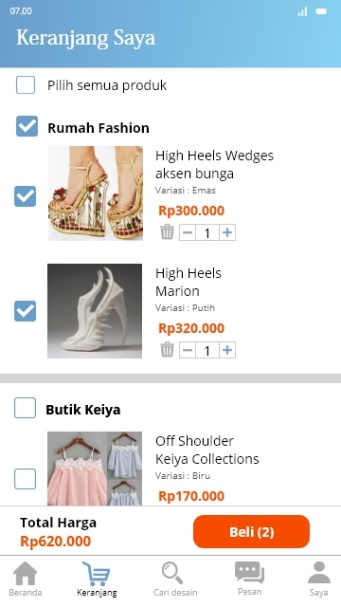 07.00
Keranjang Saya
Pilih semua produk
Rumah Fashion
High Heels Wedges
aksen bunga
Variasi : Emas
Rp300.000
1
High Heels
Marion
Variasi : Putih
Rp320.000
1
Butik Keiya
Off Shoulder
Keiya Collections
Variasi : Biru
Rp170.000
Total Harga
Rp620.000
Beli (2)
Beranda
Keranjang
Cari desain
Pesan
Saya